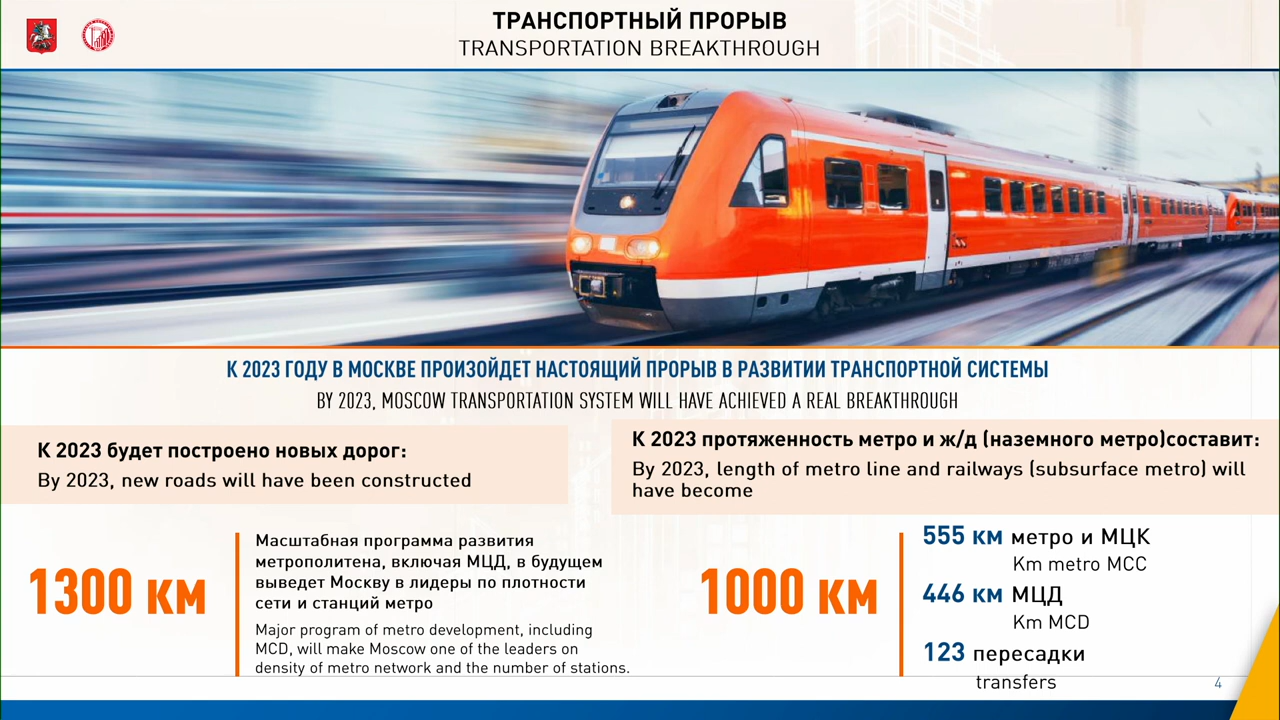 ТРАНСПОРТНЫЙ ПРОРЫВ
TRANSPORTATION BREAKTHROUGH
К 2023 ГОДУ В МОСКВЕ ПРОИЗОЙДЕТ НАСТОЯЩИЙ ПРОРЫВ В РАЗВИТИИ ТРАНСПОРТНОЙ СИСТЕМЫ
BY 2023, MOSCOW TRANSPORTATION SYSTEM WILL HAVE ACHIEVED A REAL BREAKTHROUGH
К 2023 будет построено новых дорог:
By 2023, new roads will have been constructed
1300 км
Масштабная программа развития
метрополитена, включая МЦД, в будущем
выведет Москву в лидеры по плотности
сети и станций метро
Major program of metro development, including
MCD, will make Moscow one of the leaders on
density of metro network and the number of stations.
К 2023 протяженность метро и ж/д (наземного метро)составит:
By 2023, length of metro line and railways (subsurface metro) will
have become
1000 км
555 км метро и МЦК
Km metro MCC
446 км МЦД
Km MCD
123 пересадки
transfers
4